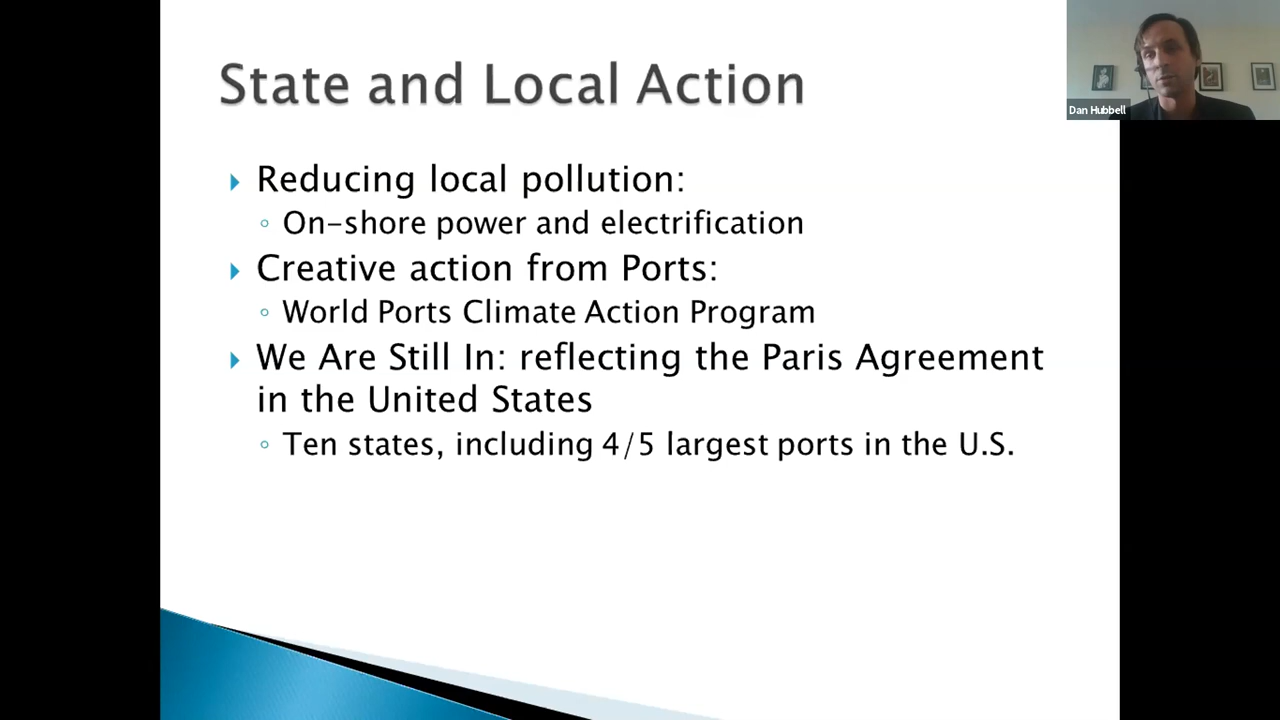 State and Local Action
Dan Hubbell
Reducing local pollution:
On-shore power and electrification
Creative action from Ports:
World Ports Climate Action Program
We Are Still In: reflecting the Paris Agreement
in the United States
Ten states, including 4/5 largest ports in the U.S.